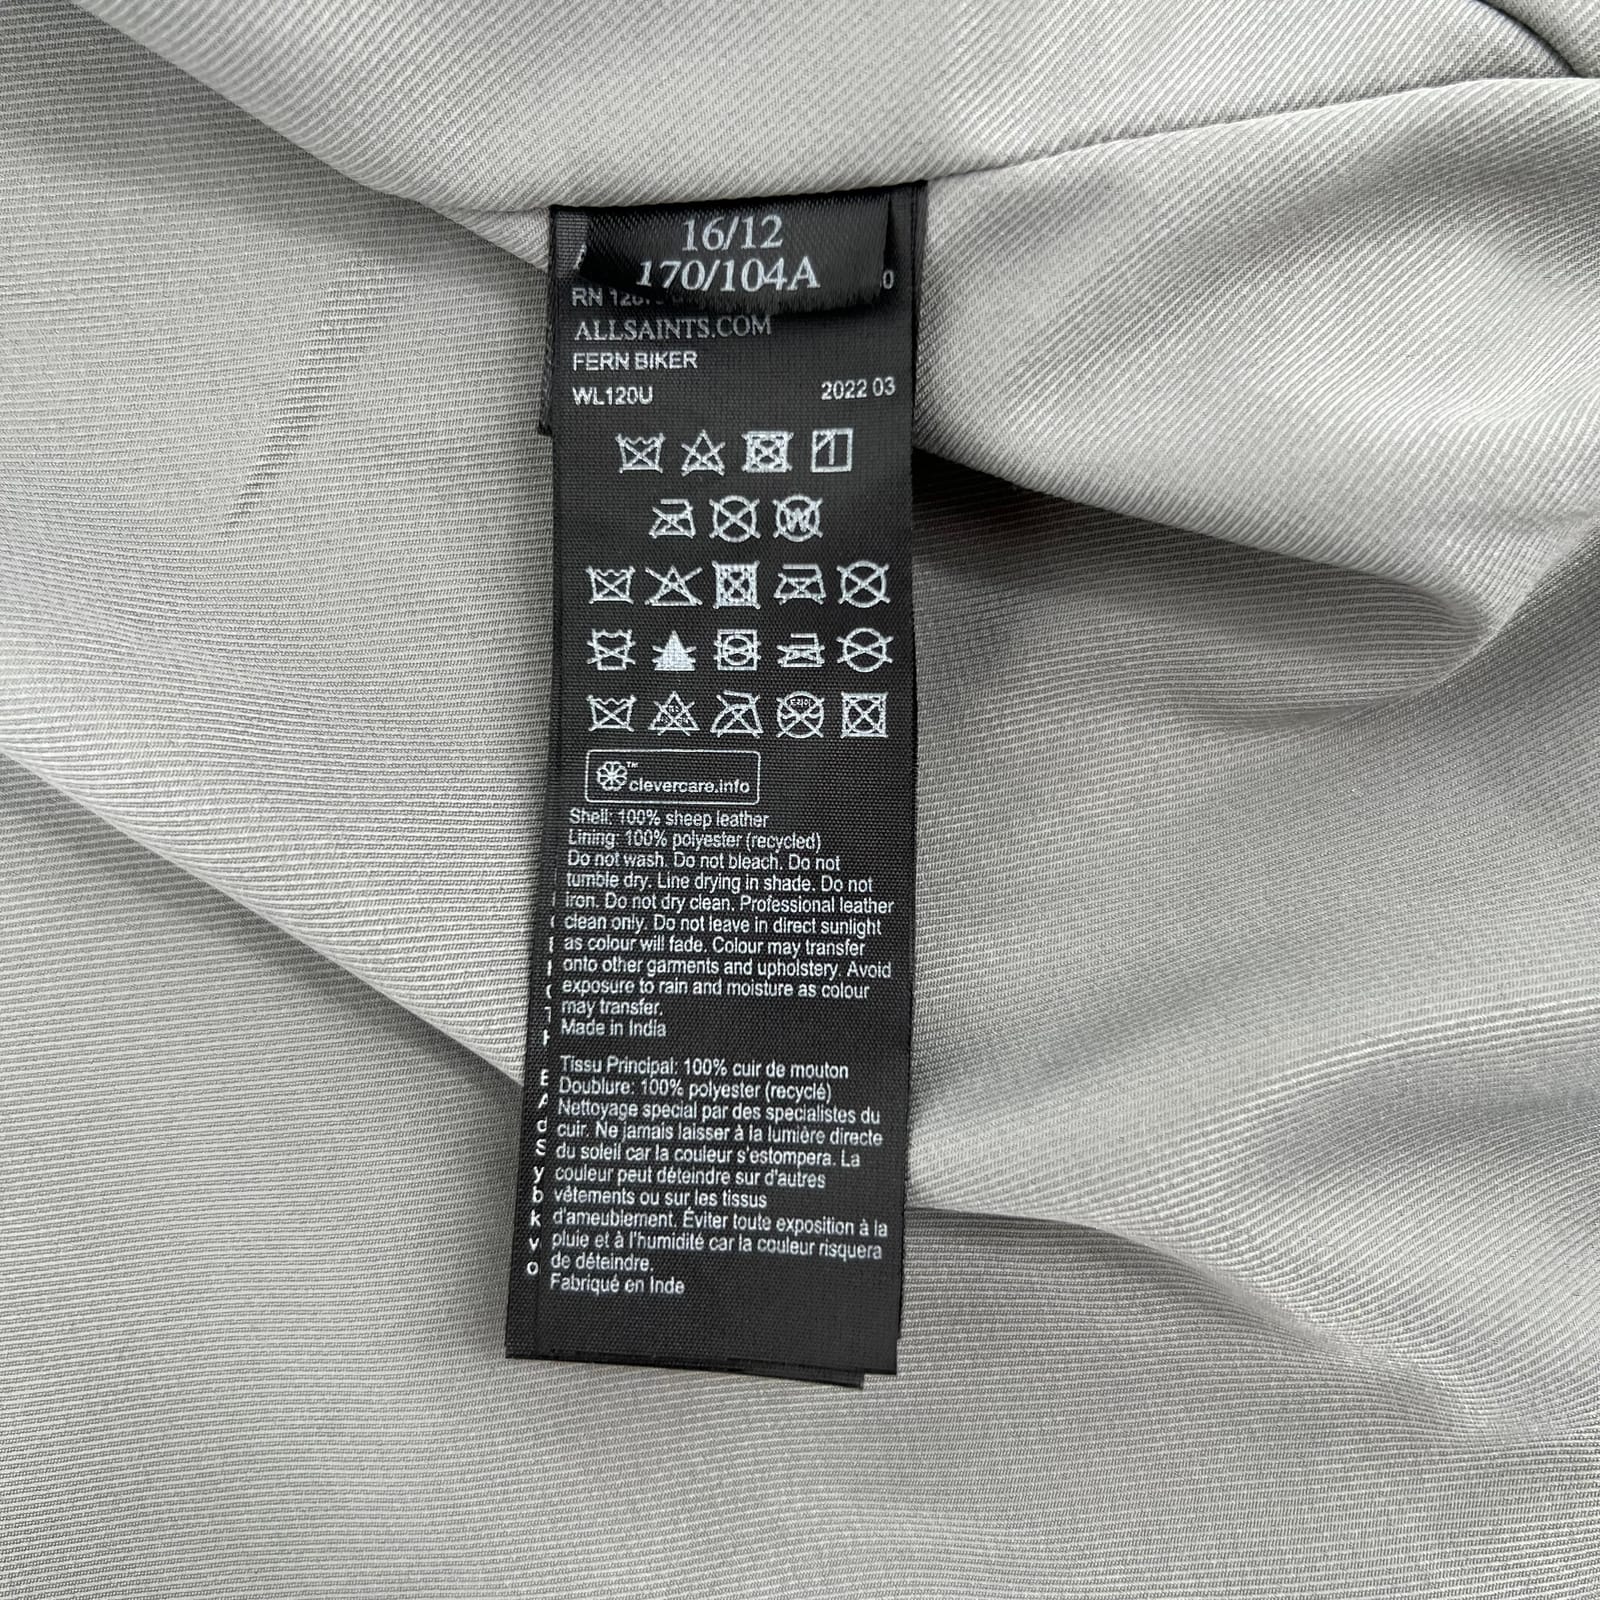 16/12
170/104A
RN
ALLSAINTS.COM
FERN BIKER
WL120U 2022 03
W
clevercare.info
Shell: 100% sheep leather
Lining: 100% polyester (recycled)
Do not wash. Do not bleach. Do not
tumble dry. Line drying in shade. Do not
iron. Do not dry clean. Professional leather
clean only. Do not leave in direct sunlight
as colour will fade. Colour may transfer
onto other garments and upholstery. Avoid
exposure to rain and moisture as colour
may transfer.
Made in India
Tissu Principal: 100% cuir de mouton
Doublure: 100% polyester (recyclé)
Nettoyage special par des specialistes du
cuir. Ne jamais laisser à la lumière directe
du soleil car la couleur s'estompera. La
couleur peut déteindre sur d'autres
vêtements ou sur les tissus
d'ameublement. Éviter toute exposition à la
pluie et à l'humidité car la couleur risquera
de déteindre.
Fabriqué en Inde